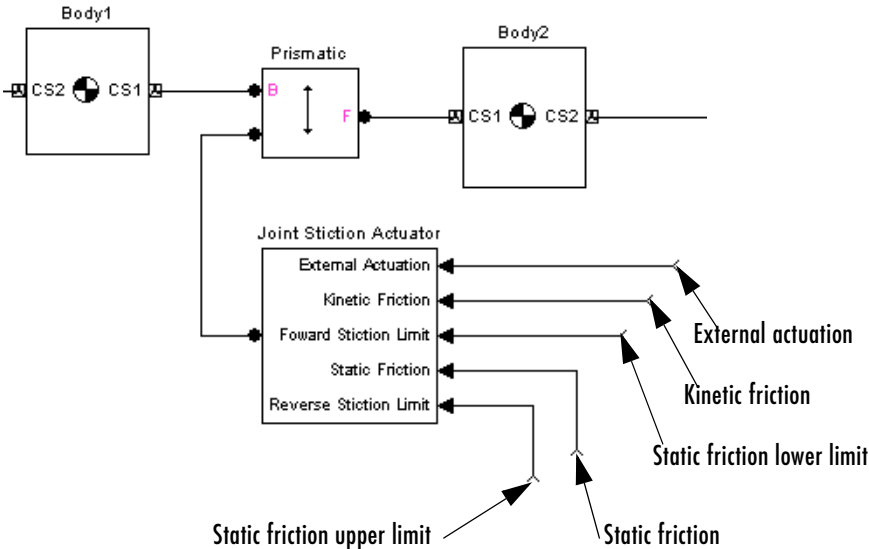 Body1
CS2 CS1
Prismatic
B
F
Body2
CS1 CS2
Joint Stiction Actuator
External Actuation
Kinetic Friction
Foward Stiction Limit
Static Friction
Reverse Stiction Limit
External actuation
Kinetic friction
Static friction lower limit
Static friction upper limit
Static friction